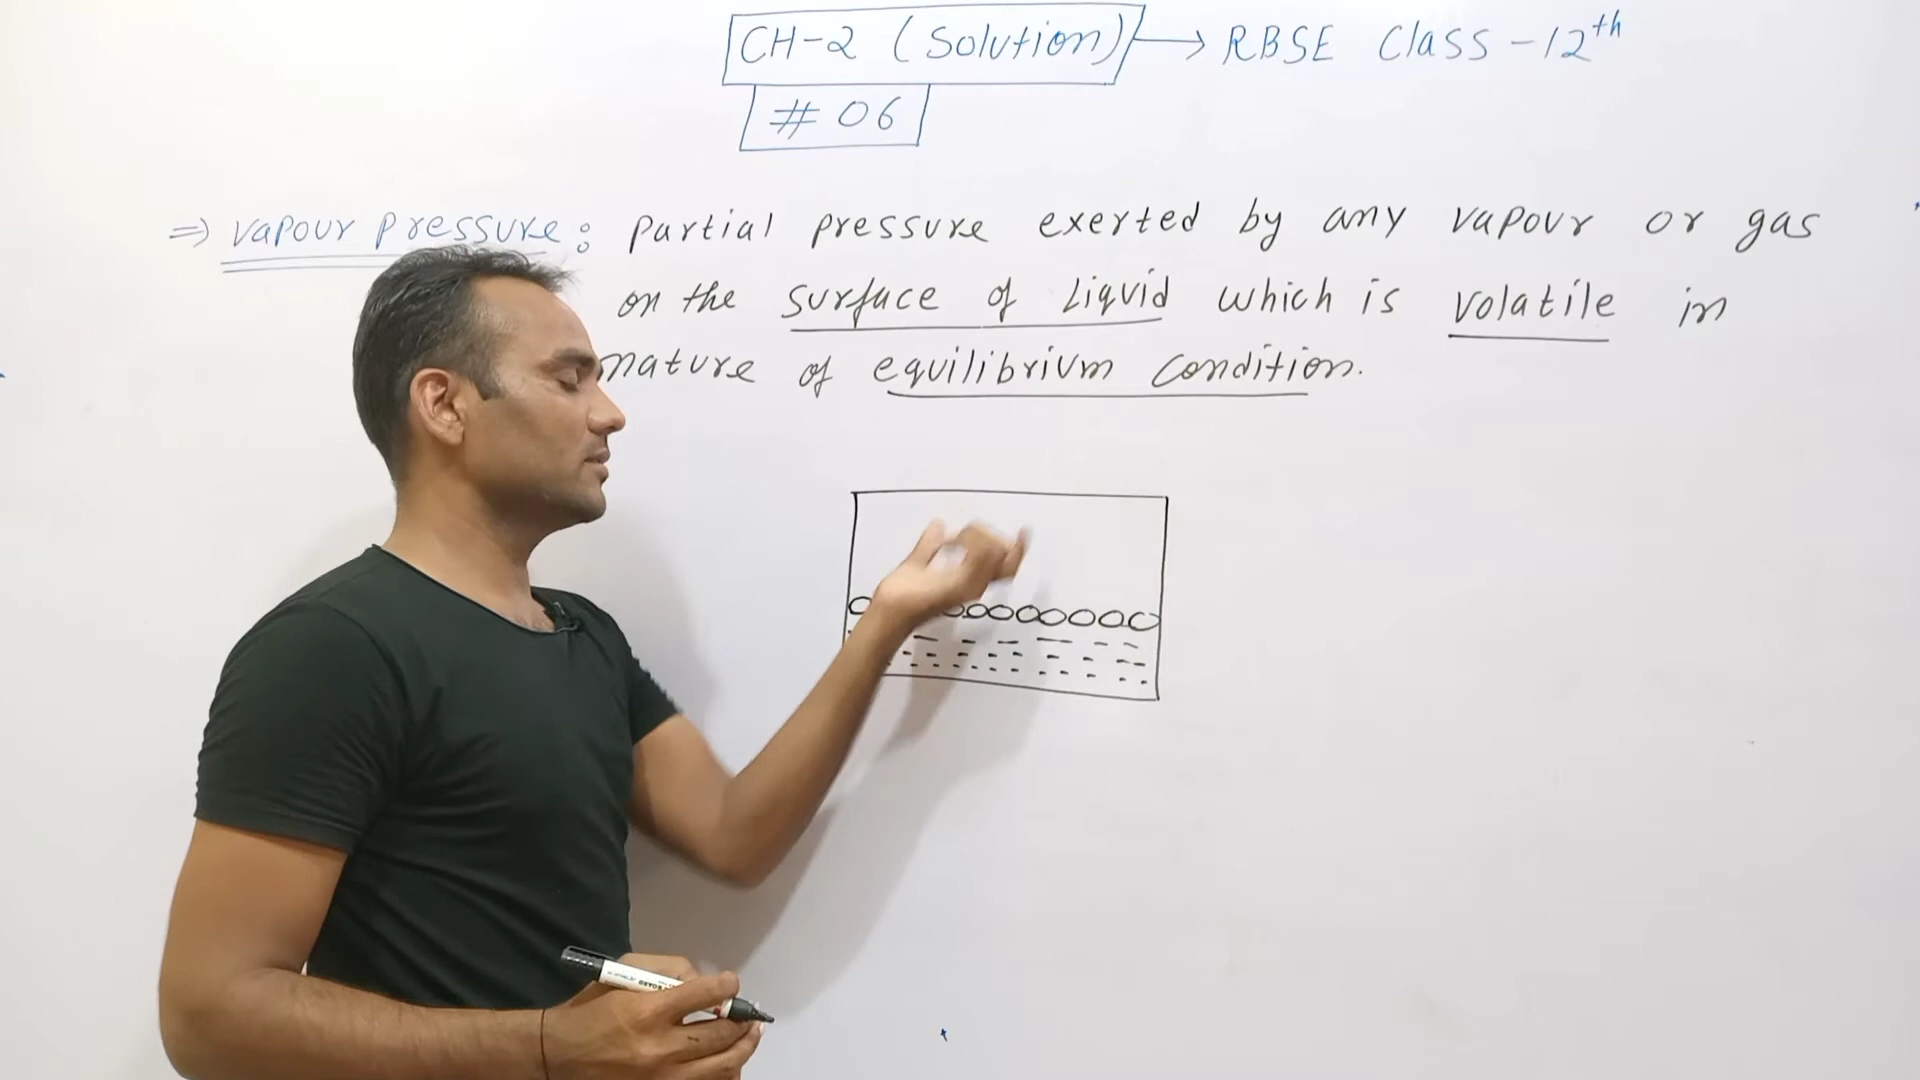 CH-2 (Solution) → RBSE Class-12th
# 06
⇒ vapour pressure: partial pressure exerted by any vapour or gas
on the surface of liquid which is volatile in
nature of equilibrium condition.